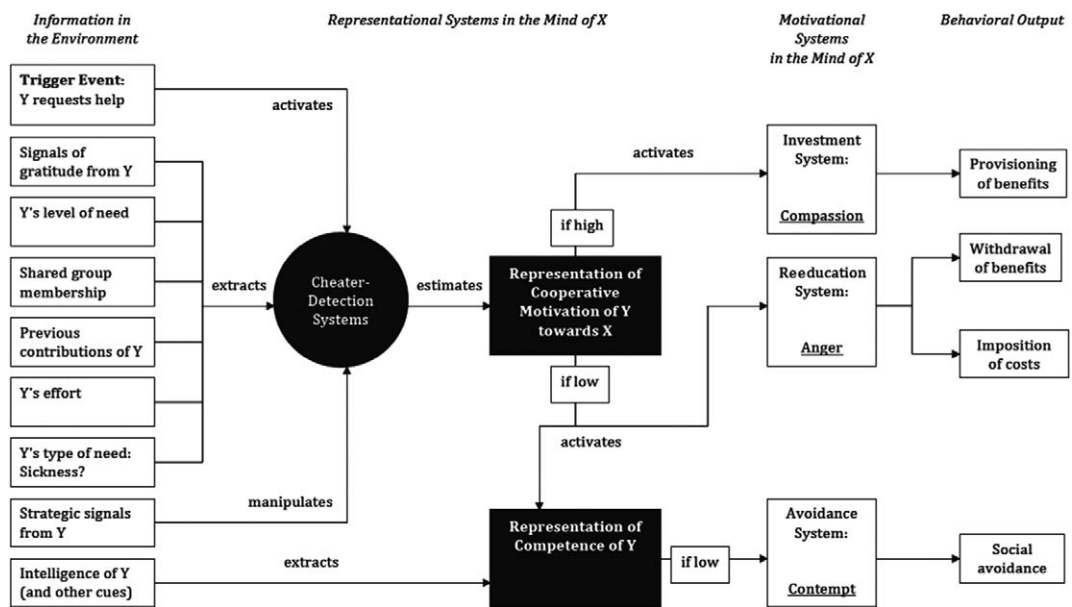 Information in
the Environment
Representational Systems in the Mind of X
Motivational
Systems
in the Mind of X
Behavioral Output
Trigger Event:
Y requests help
activates
Signals of
gratitude from Y
Y's level of need
Shared group
membership
Previous
contributions of Y
Y's effort
Y's type of need:
Sickness?
Strategic signals
from Y
Intelligence of Y
(and other cues)
extracts
manipulates
extracts
Cheater-
Detection
Systems
estimates
activates
if high
Representation of
Cooperative
Motivation of Y
towards X
if low
activates
Representation of
Competence of Y
if low
Investment
System:
Compassion
Reeducation
System:
Anger
Avoidance
System:
Contempt
Provisioning
of benefits
Withdrawal
of benefits
Imposition
of costs
Social
avoidance